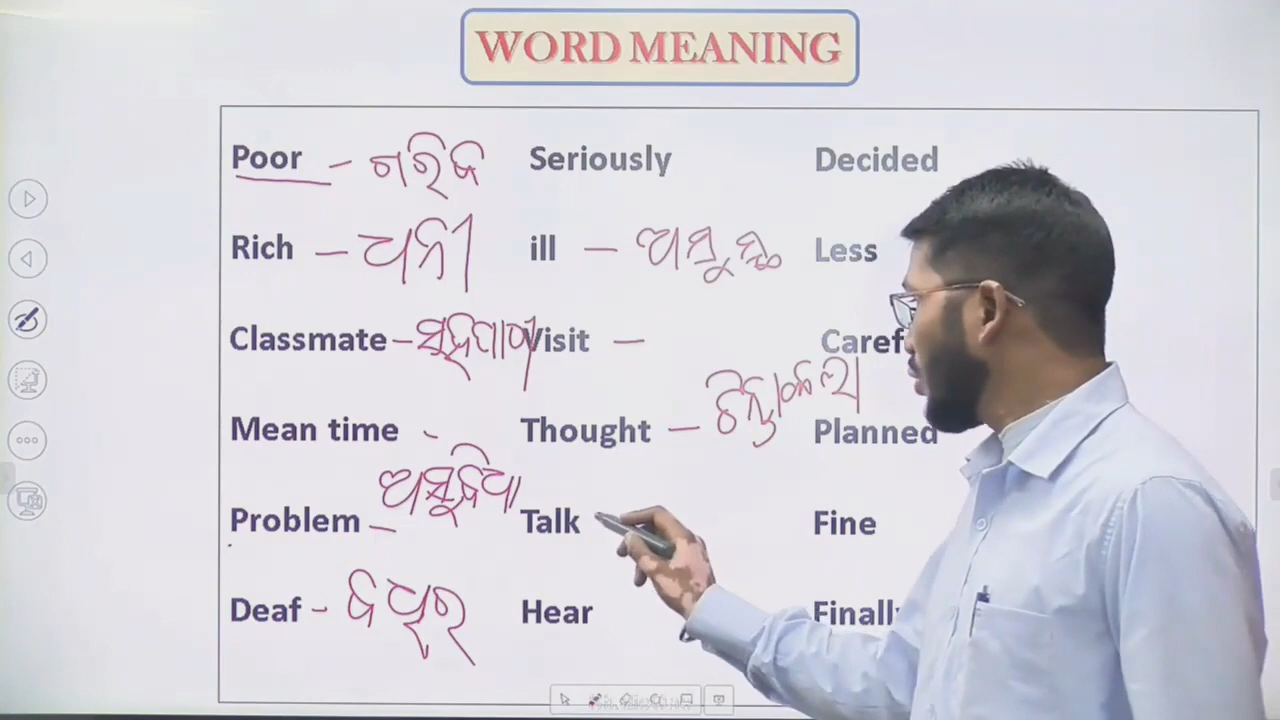 WORD MEANING
Poor - ଗରିବ Seriously Decided
Rich - ଧନୀ ill - ଅସୁସ୍ଥ Less
Classmate - Visit -
Mean time - Thought - ଚିନ୍ତାକଲା Planned
Problem - ଅସୁବିଧା Talk Fine
Deaf - ବଧିର Hear